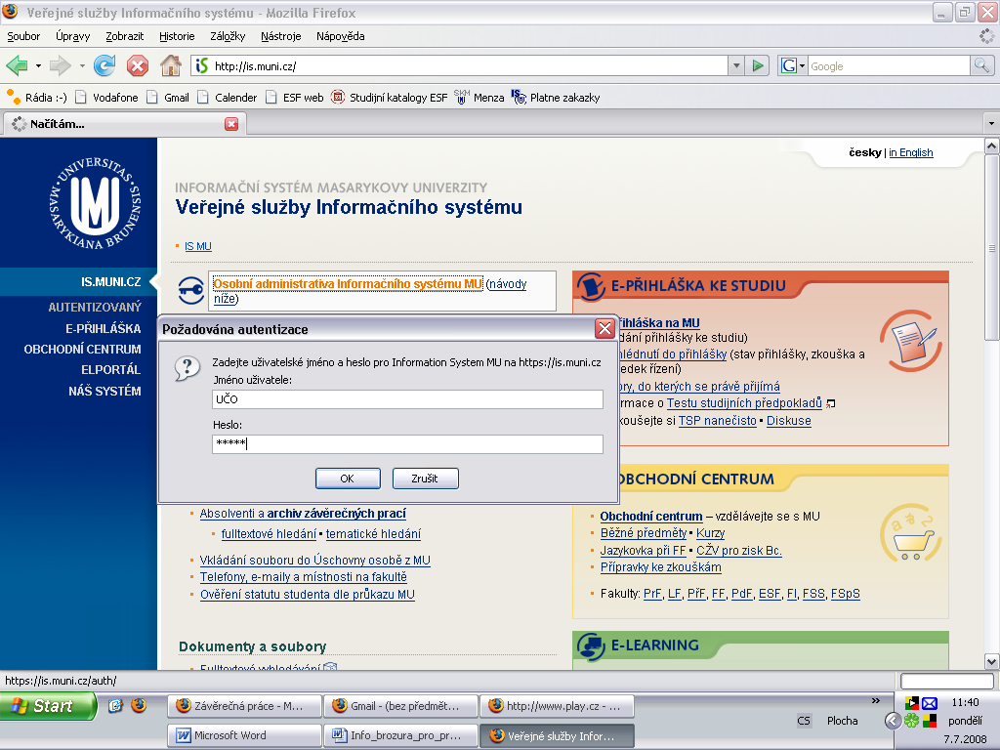 Veřejné služby Informačního systému - Mozilla Firefox
Soubor Úpravy Zobrazit Historie Záložky Nástroje Nápověda
http://is.muni.cz/
G Google
Rádia :-) Vodafone Gmail Calender ESF web Studijní katalogy ESF SKM Menza IS Platne zakazky
Načítám...
UNIVERSITAS MASARYKIANA BRUNENSIS
MU
česky | in English
INFORMAČNÍ SYSTÉM MASARYKOVY UNIVERZITY
Veřejné služby Informačního systému
IS MU
IS.MUNI.CZ
AUTENTIZOVANÝ
E-PŘIHLÁŠKA
OBCHODNÍ CENTRUM
ELPORTÁL
NÁŠ SYSTÉM
Osobní administrativa Informačního systému MU (návody
níže)
Požadována autentizace
Zadejte uživatelské jméno a heslo pro Information System MU na https://is.muni.cz
Jméno uživatele:
UČO
Heslo:
*****
OK Zrušit
Absolventi a archiv závěrečných prací
fulltextové hledání • tematické hledání
Vkládání souboru do Úschovny osobě z MU
Telefony, e-maily a místnosti na fakultě
Ověření statutu studenta dle průkazu MU
Dokumenty a soubory
Fulltextové vyhledávání
E-PŘIHLÁŠKA KE STUDIU
ihláška na MU
dání přihlášky ke studiu)
hlédnutí do přihlášky (stav přihlášky, zkouška a
edek řízení)
ory, do kterých se právě přijímá
rmace o Testu studijních předpokladů
koušejte si TSP nanečisto • Diskuse
OBCHODNÍ CENTRUM
Obchodní centrum – vzdělávejte se s MU
Běžné předměty • Kurzy
Jazykovka při FF • CŽV pro zisk Bc.
Přípravky ke zkouškám
Fakulty: PrF, LF, PřF, FF, PdF, ESF, FI, FSS, FSpS
E-LEARNING
https://is.muni.cz/auth/
Start
Závěrečná práce - M... Gmail - (bez předmět... http://www.play.cz - ...
Microsoft Word Info_brozura_pro_pr... Veřejné služby Infor...
»
CS Plocha
11:40
pondělí
7.7.2008